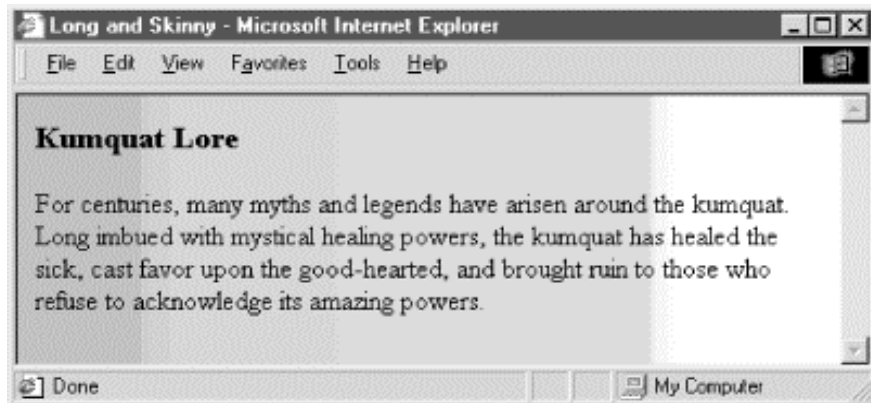 Long and Skinny - Microsoft Internet Explorer
File Edit View Favorites Tools Help
Kumquat Lore
For centuries, many myths and legends have arisen around the kumquat.
Long imbued with mystical healing powers, the kumquat has healed the
sick, cast favor upon the good-hearted, and brought ruin to those who
refuse to acknowledge its amazing powers.
Done My Computer